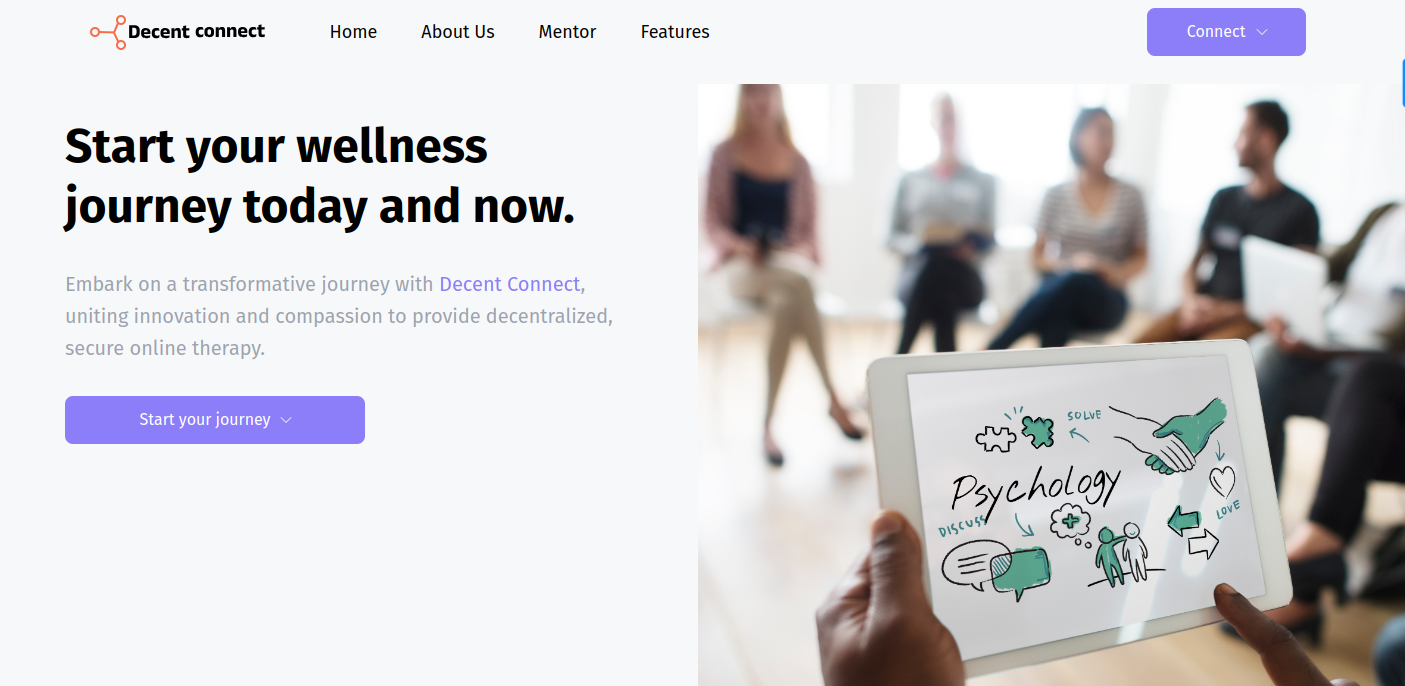 Decent connect
Home
About Us
Mentor
Features
Connect
Start your wellness
journey today and now.
Embark on a transformative journey with Decent Connect,
uniting innovation and compassion to provide decentralized,
secure online therapy.
Start your journey
SOLVE
Psychology
DISCUSS
LOVE